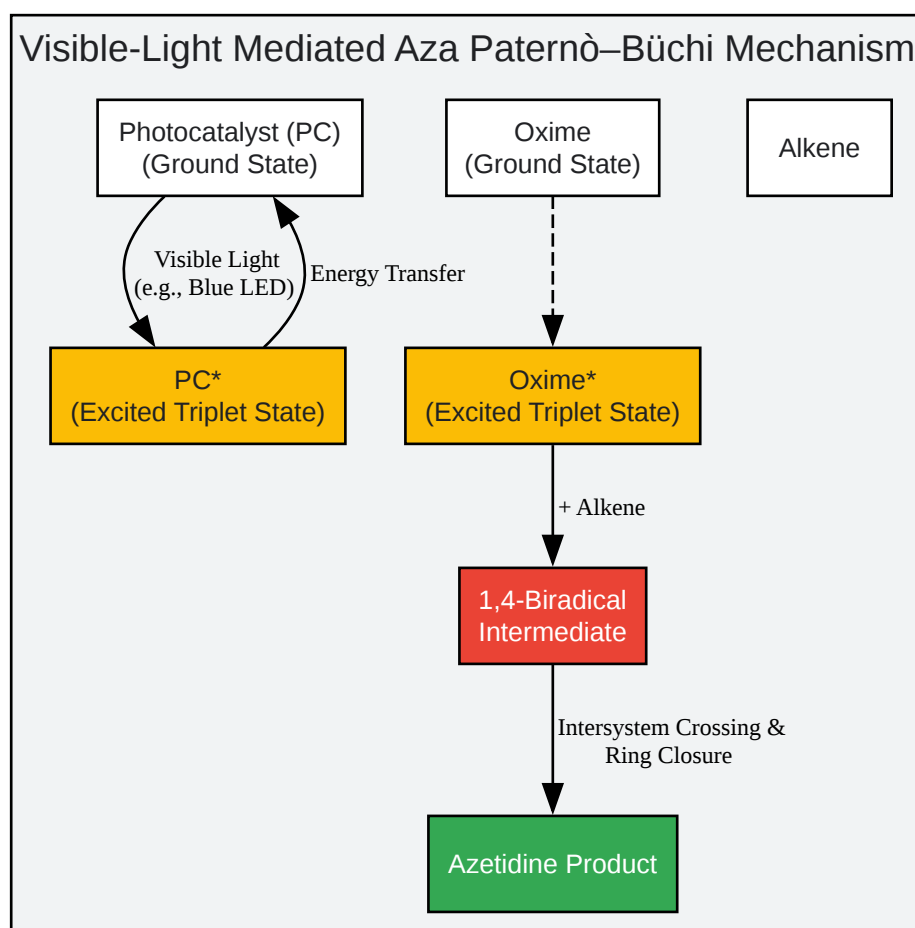 Visible-Light Mediated Aza Paternò–Büchi Mechanism
Photocatalyst (PC)
(Ground State)
Oxime
(Ground State)
Alkene
Visible Light
(e.g., Blue LED)
Energy Transfer
PC*
(Excited Triplet State)
Oxime*
(Excited Triplet State)
+ Alkene
1,4-Biradical
Intermediate
Intersystem Crossing &
Ring Closure
Azetidine Product